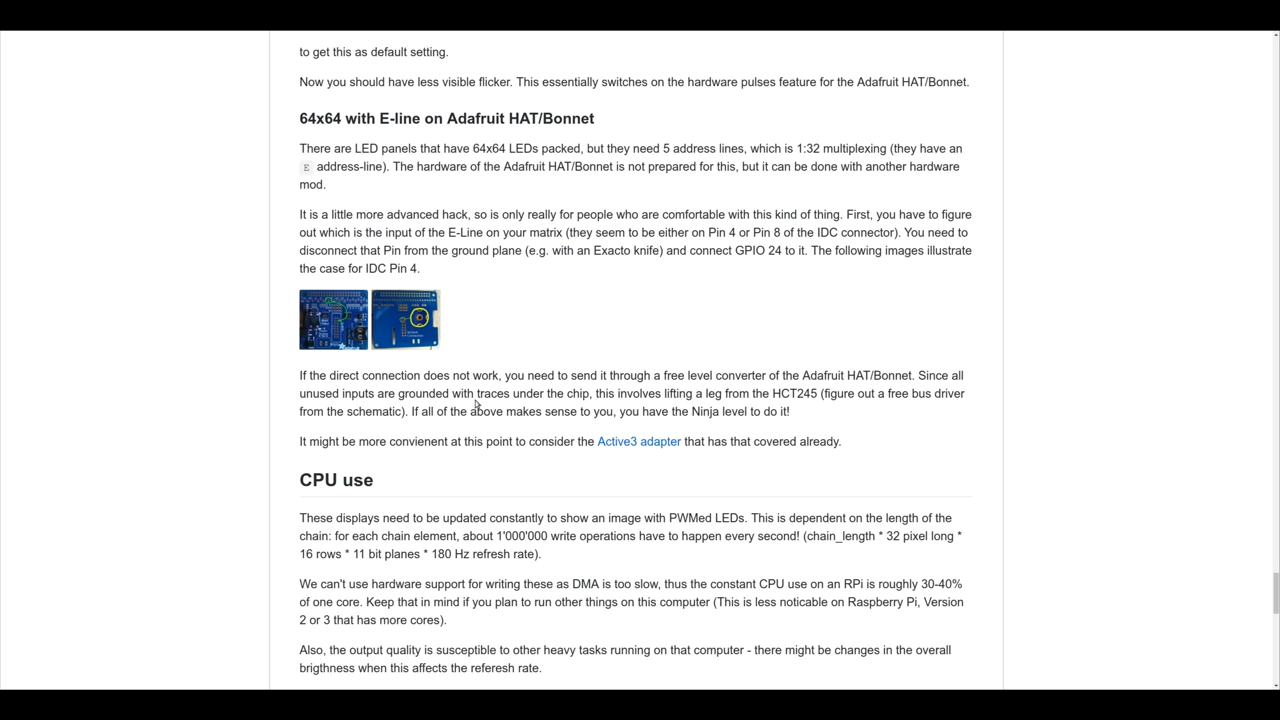 to get this as default setting.
Now you should have less visible flicker. This essentially switches on the hardware pulses feature for the Adafruit HAT/Bonnet.
64x64 with E-line on Adafruit HAT/Bonnet
There are LED panels that have 64x64 LEDs packed, but they need 5 address lines, which is 1:32 multiplexing (they have an
E address-line). The hardware of the Adafruit HAT/Bonnet is not prepared for this, but it can be done with another hardware
mod.
It is a little more advanced hack, so is only really for people who are comfortable with this kind of thing. First, you have to figure
out which is the input of the E-Line on your matrix (they seem to be either on Pin 4 or Pin 8 of the IDC connector). You need to
disconnect that Pin from the ground plane (e.g. with an Exacto knife) and connect GPIO 24 to it. The following images illustrate
the case for IDC Pin 4.
If the direct connection does not work, you need to send it through a free level converter of the Adafruit HAT/Bonnet. Since all
unused inputs are grounded with traces under the chip, this involves lifting a leg from the HCT245 (figure out a free bus driver
from the schematic). If all of the above makes sense to you, you have the Ninja level to do it!
It might be more convienent at this point to consider the Active3 adapter that has that covered already.
CPU use
These displays need to be updated constantly to show an image with PWMed LEDs. This is dependent on the length of the
chain: for each chain element, about 1'000'000 write operations have to happen every second! (chain_length * 32 pixel long *
16 rows * 11 bit planes * 180 Hz refresh rate).
We can't use hardware support for writing these as DMA is too slow, thus the constant CPU use on an RPi is roughly 30-40%
of one core. Keep that in mind if you plan to run other things on this computer (This is less noticable on Raspberry Pi, Version
2 or 3 that has more cores).
Also, the output quality is susceptible to other heavy tasks running on that computer - there might be changes in the overall
brigthness when this affects the referesh rate.